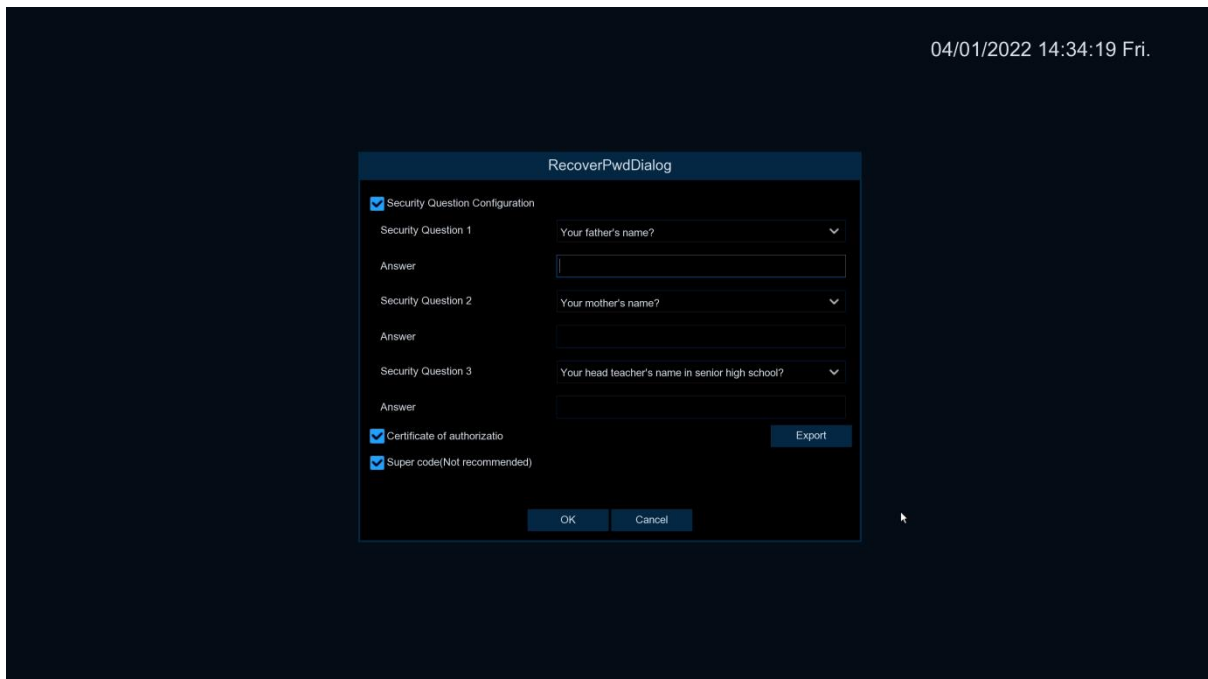 04/01/2022 14:34:19 Fri.
RecoverPwdDialog
Security Question Configuration
Security Question 1 Your father's name?
Answer
Security Question 2 Your mother's name?
Answer
Security Question 3 Your head teacher's name in senior high school?
Answer
Certificate of authorizatio Export
Super code(Not recommended)
OK Cancel